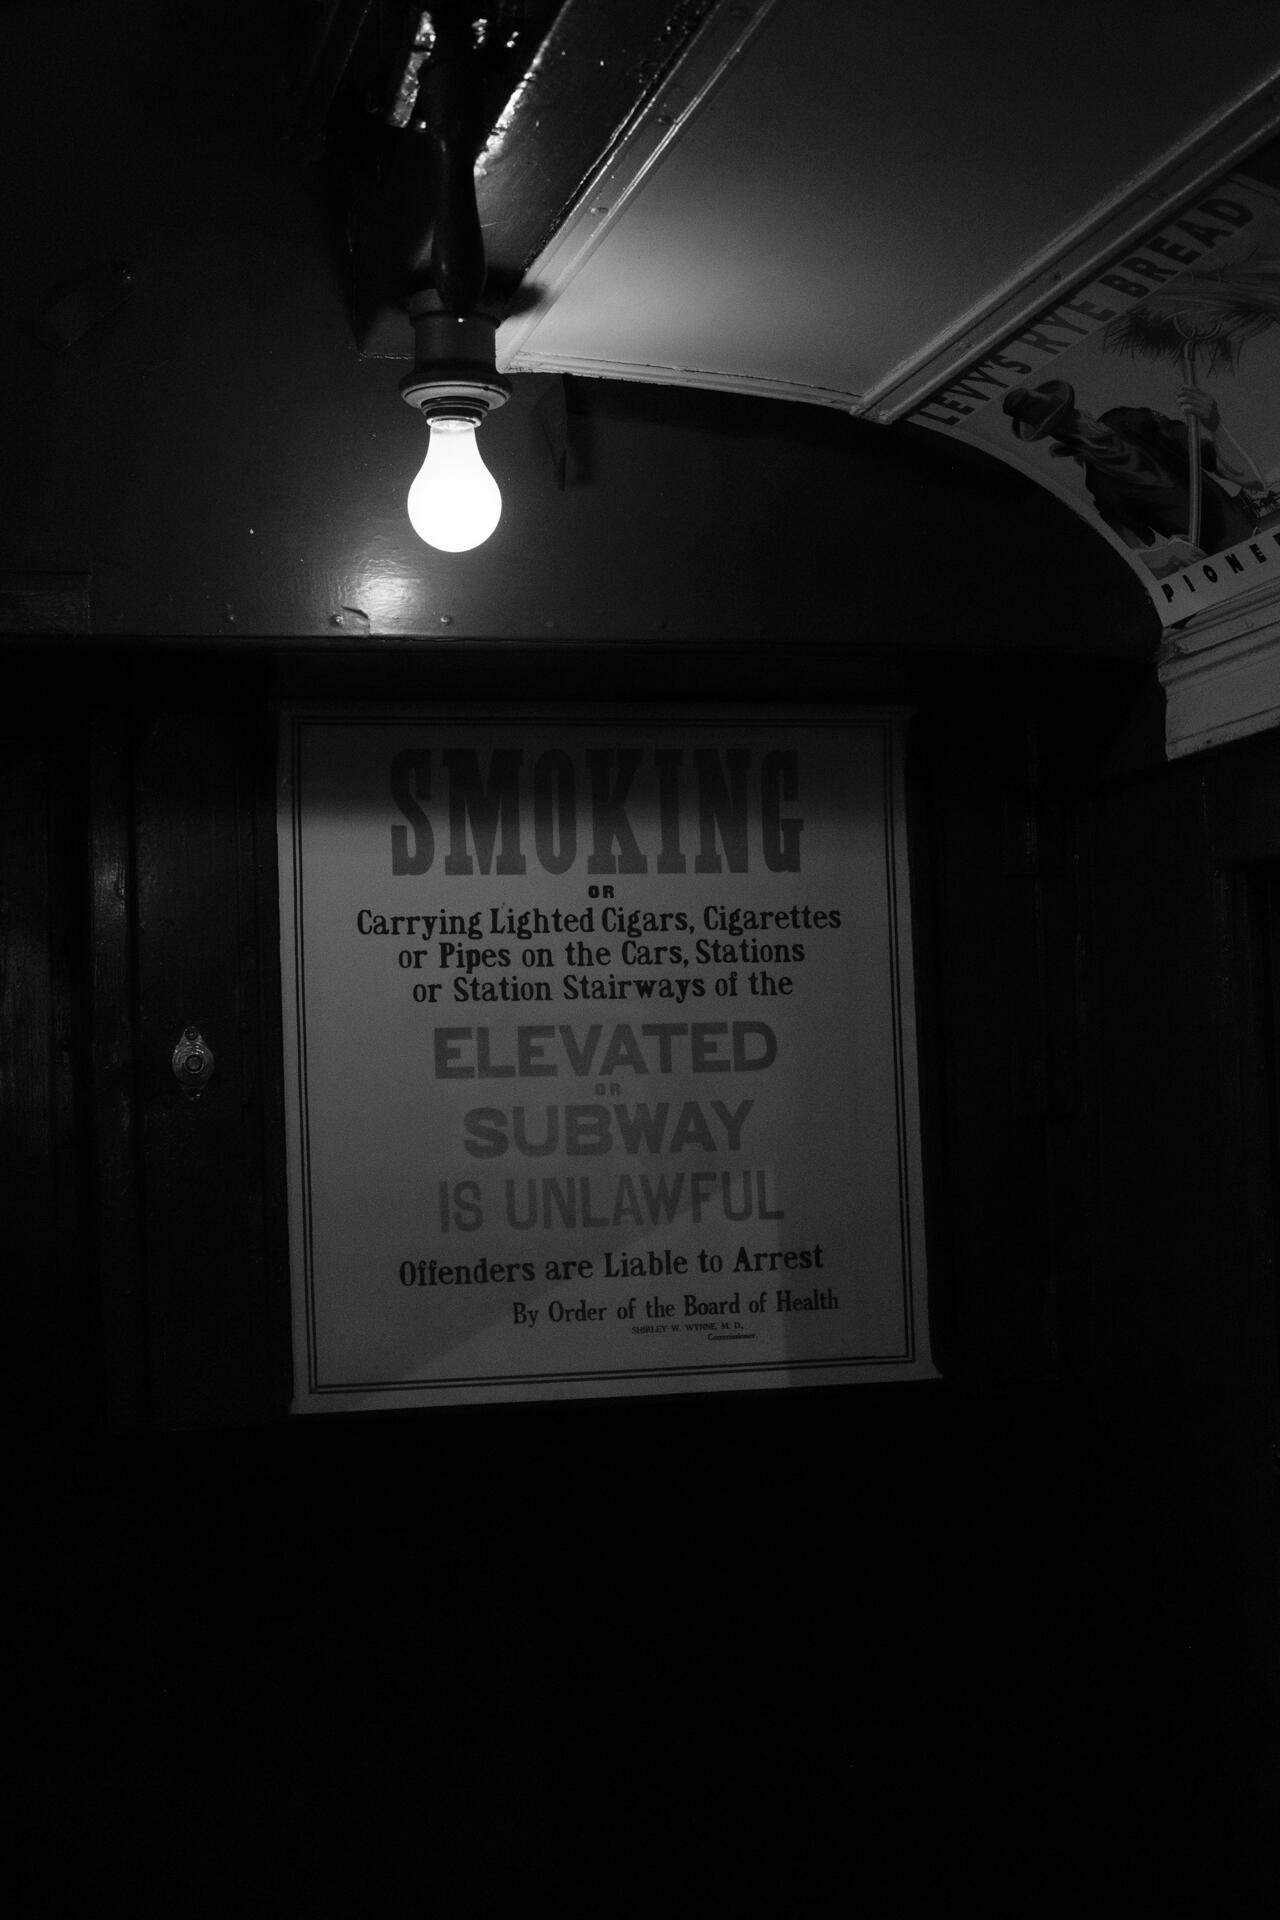 LEVY'S RYE BREAD
SMOKING
OR
Carrying Lighted Cigars, Cigarettes
or Pipes on the Cars, Stations
or Station Stairways of the
ELEVATED
OR
SUBWAY
IS UNLAWFUL
Offenders are Liable to Arrest
By Order of the Board of Health
SHIRLEY W. WYNNE, M. D.,
Commissioner.